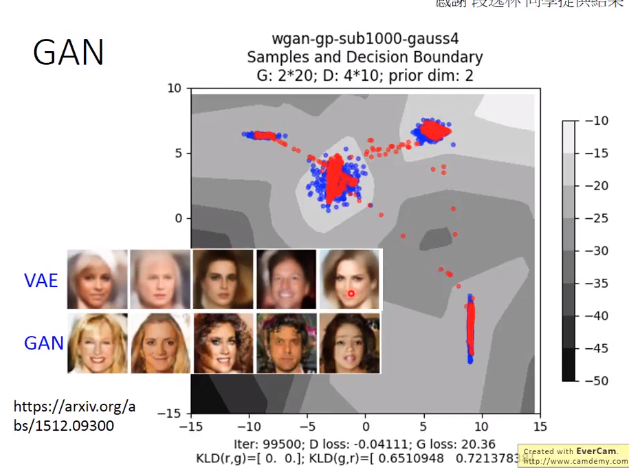 感謝 段逸林 同學提供結果
GAN
wgan-gp-sub1000-gauss4
Samples and Decision Boundary
G: 2*20; D: 4*10; prior dim: 2
10
5
0
−15
−15
−10
−5
0
5
10
15
−10
−15
−20
−25
−30
−35
−40
−45
−50
VAE
GAN
https://arxiv.org/a
bs/1512.09300
Iter: 99500; D loss: -0.04111; G loss: 20.36
KLD(r,g)=[ 0. 0.]; KLD(g,r)= [ 0.6510948 0.7213783
Created with EverCam.
http://www.camdemy.com